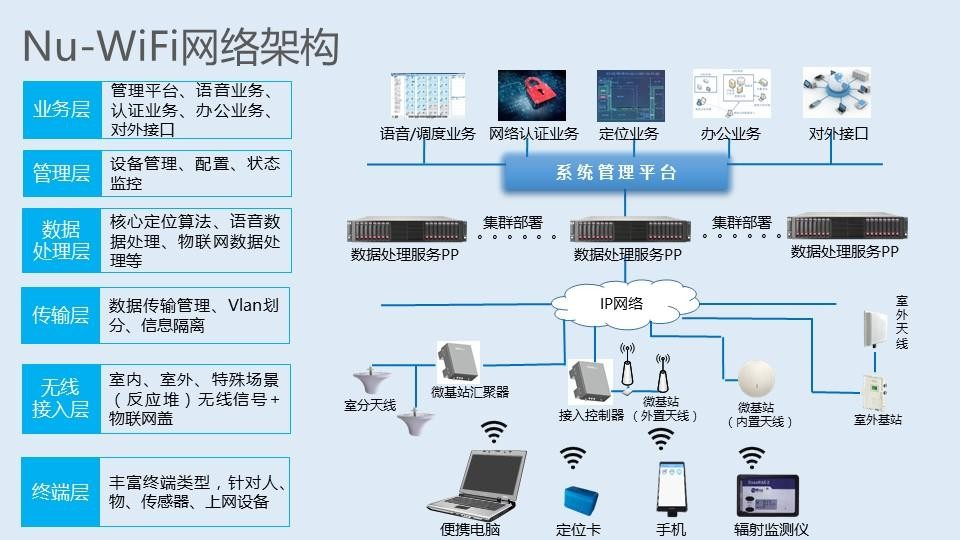 Nu-WiFi网络架构
业务层
管理平台、语音业务、
认证业务、办公业务、
对外接口
语音/调度业务
网络认证业务
定位业务
办公业务
对外接口
管理层
设备管理、配置、状态
监控
系统管理平台
数据
处理层
核心定位算法、语音数
据处理、物联网数据处
理等
集群部署
集群部署
数据处理服务PP
数据处理服务PP
数据处理服务PP
传输层
数据传输管理、Vlan划
分、信息隔离
IP网络
室
外
天
线
无线
接入层
室内、室外、特殊场景
（反应堆）无线信号+
物联网盖
室分天线
微基站汇聚器
接入控制器
微基站
（外置天线）
微基站
（内置天线）
室外基站
终端层
丰富终端类型，针对人、
物、传感器、上网设备
便携电脑
定位卡
手机
辐射监测仪